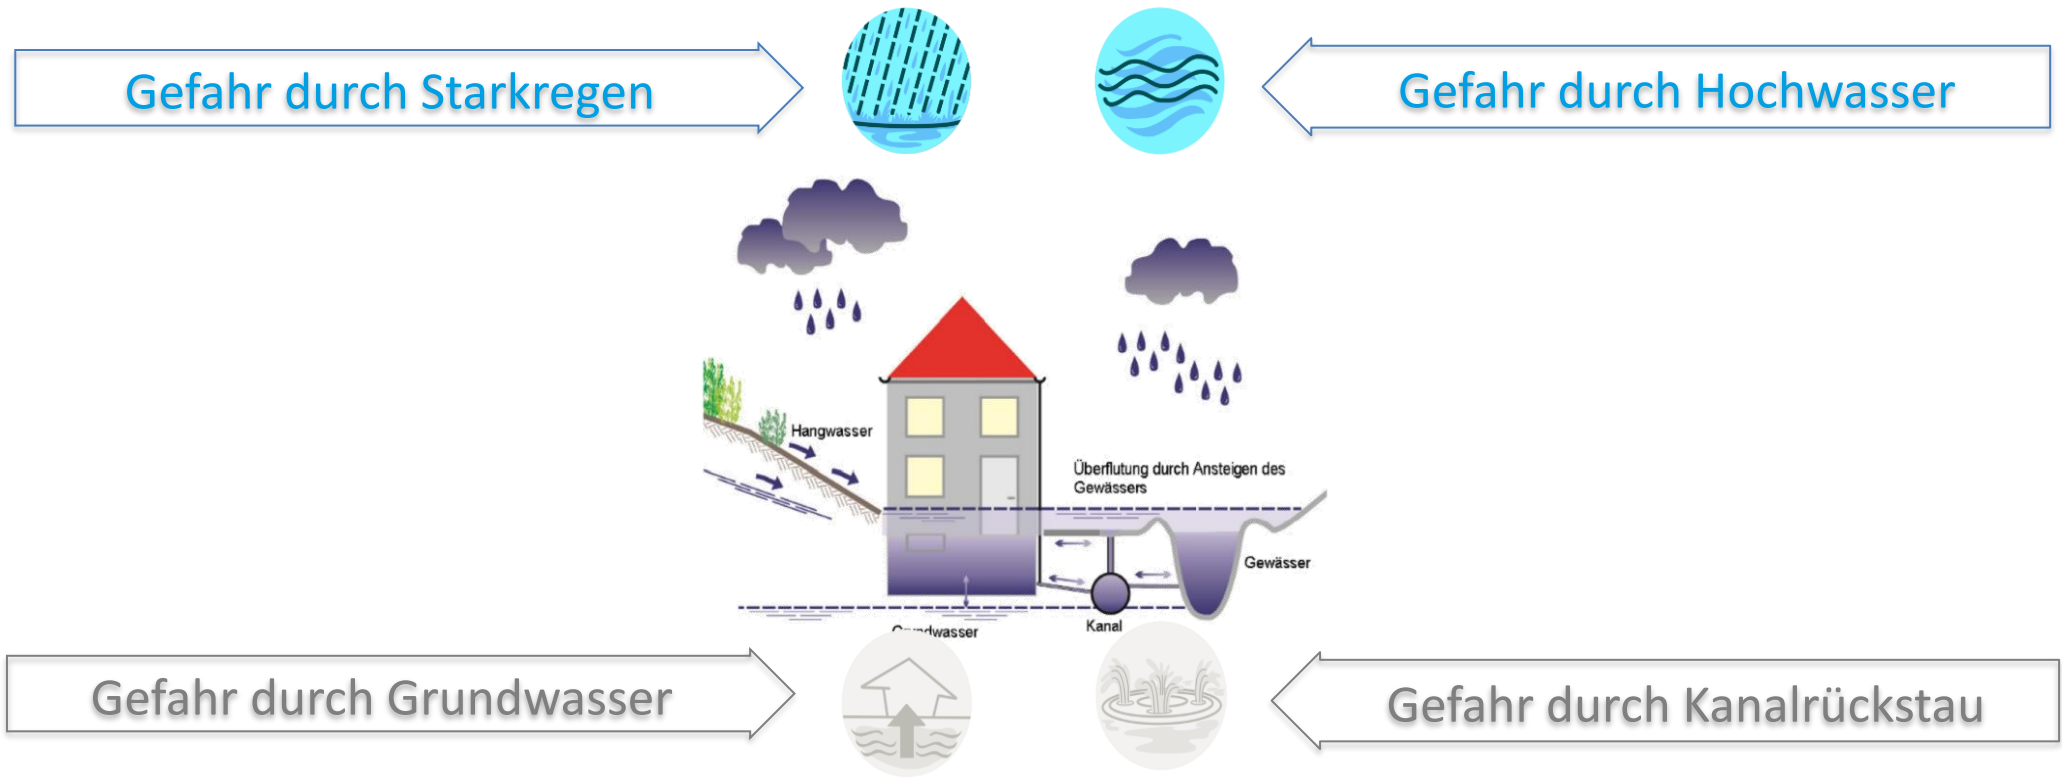 Gefahr durch Starkregen
Gefahr durch Hochwasser
Hangwasser
Überflutung durch Ansteigen des
Gewässers
Gewässer
Grundwasser
Kanal
Gefahr durch Grundwasser
Gefahr durch Kanalrückstau